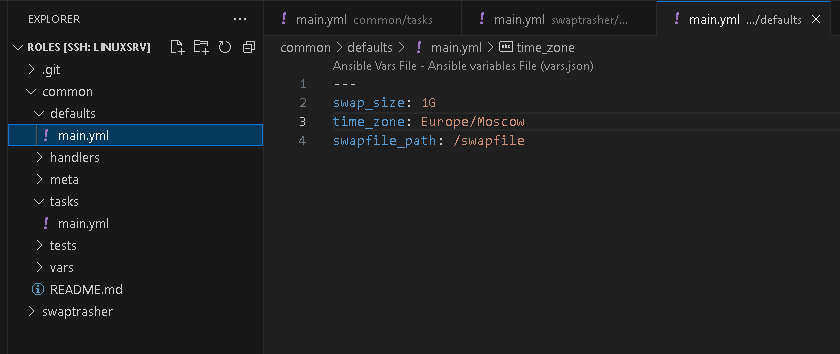 EXPLORER ...
ROLES [SSH: LINUXSRV]
.git
common
defaults
! main.yml
handlers
meta
tasks
! main.yml
tests
vars
README.md
swaptrasher
! main.yml common/tasks
! main.yml swaptrasher/...
! main.yml .../defaults
common > defaults > ! main.yml > abc time_zone
Ansible Vars File - Ansible variables File (vars.json)
1 ---
2 swap_size: 1G
3 time_zone: Europe/Moscow
4 swapfile_path: /swapfile